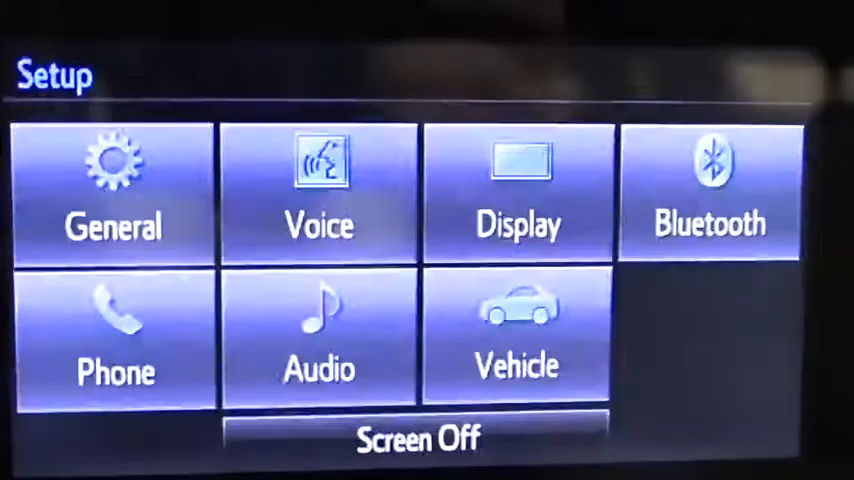 Setup
General
Voice
Display
Bluetooth
Phone
Audio
Vehicle
Screen Off